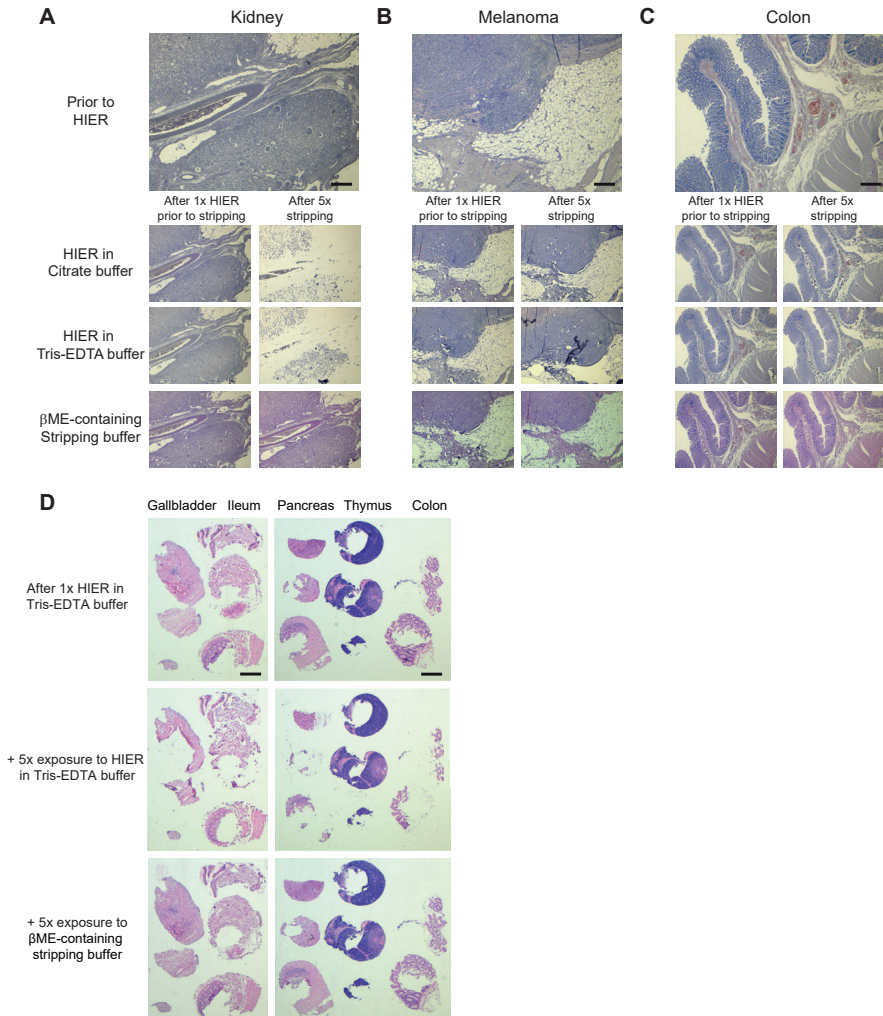 A
Kidney
B
Melanoma
C
Colon
Prior to
HIER
After 1x HIER
prior to stripping
After 5x
stripping
After 1x HIER
prior to stripping
After 5x
stripping
After 1x HIER
prior to stripping
After 5x
stripping
HIER in
Citrate buffer
HIER in
Tris-EDTA buffer
βME-containing
Stripping buffer
D
Gallbladder
Ileum
Pancreas
Thymus
Colon
After 1x HIER in
Tris-EDTA buffer
+ 5x exposure to HIER
in Tris-EDTA buffer
+ 5x exposure to
βME-containing
stripping buffer